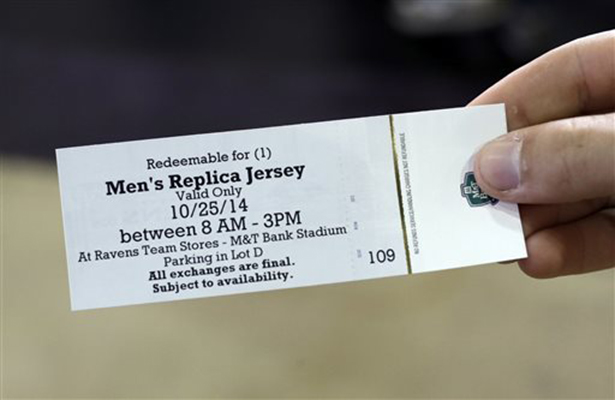 Redeemable for (1)
Men's Replica Jersey
Valid Only
10/25/14
between 8 AM - 3PM
At Ravens Team Stores - M&T Bank Stadium
Parking in Lot D
All exchanges are final.
Subject to availability.
109